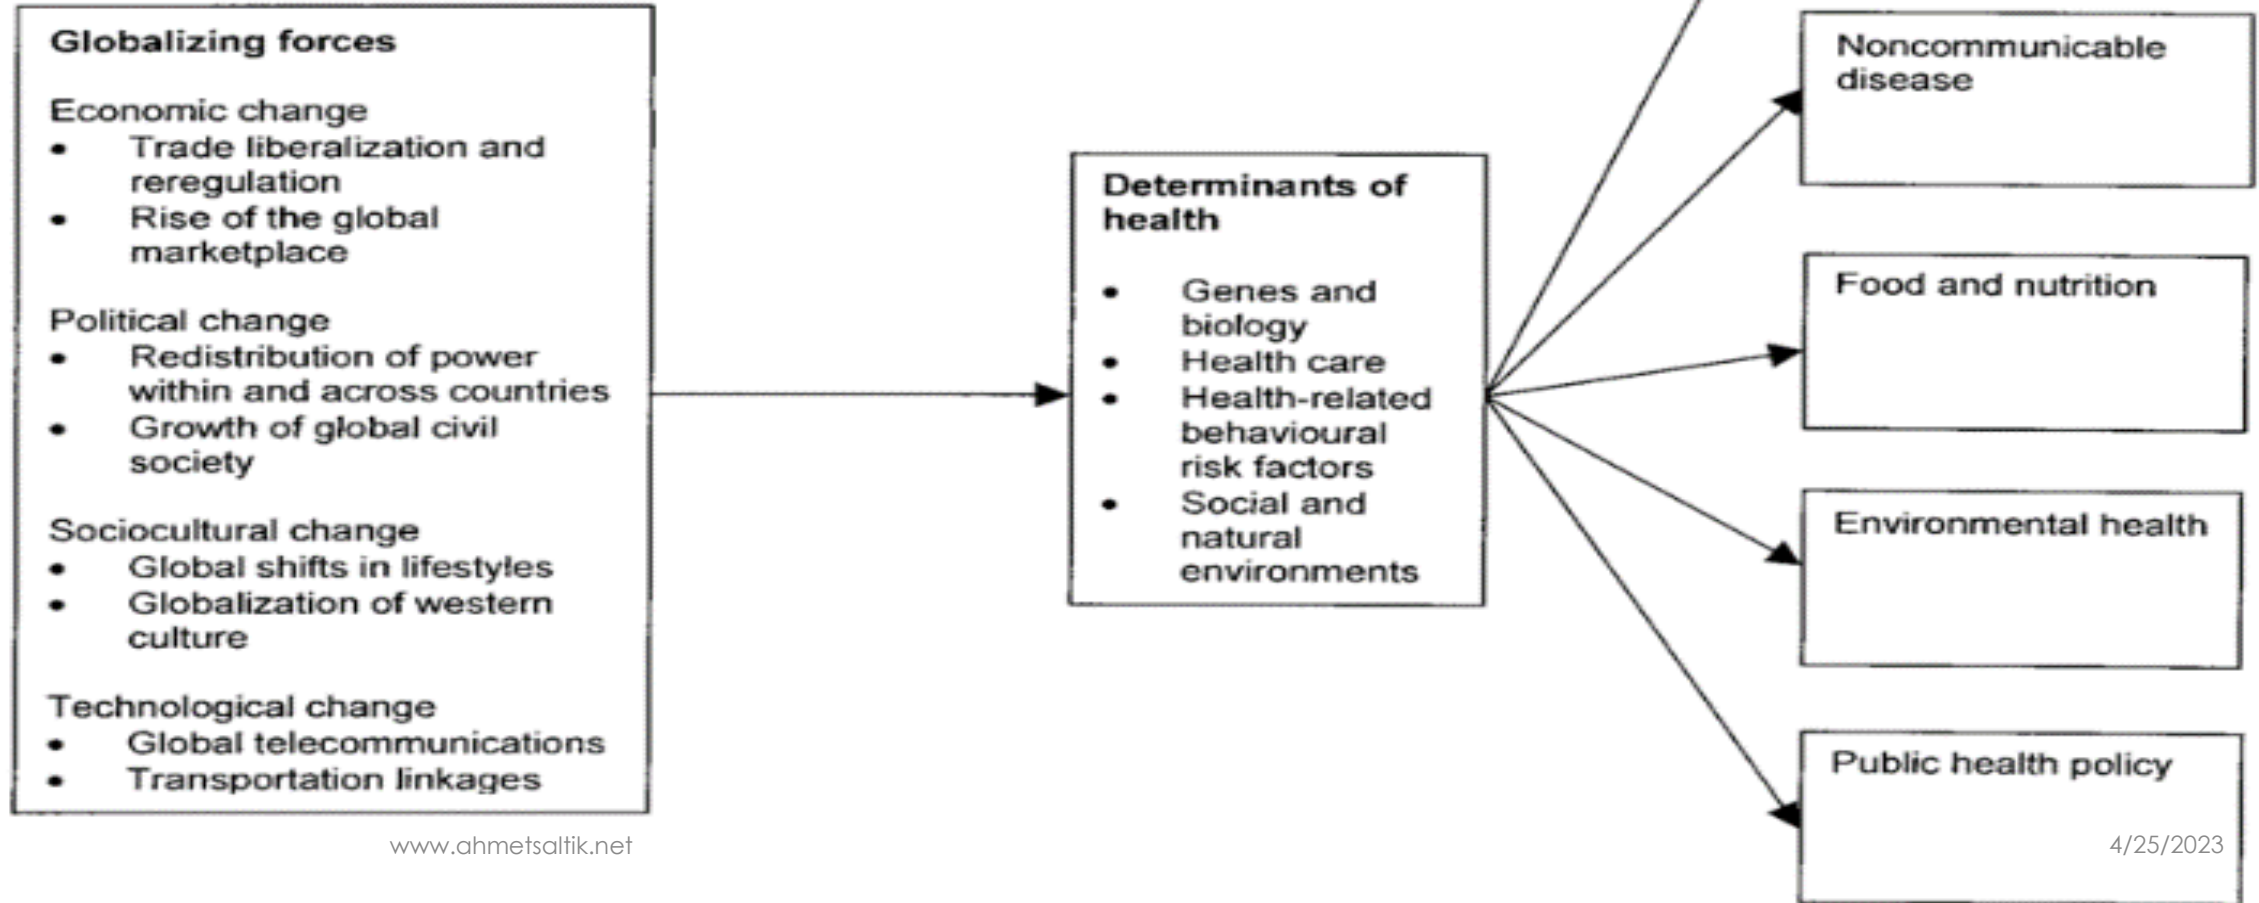 Globalizing forces
Economic change
• Trade liberalization and
reregulation
• Rise of the global
marketplace
Political change
• Redistribution of power
within and across countries
• Growth of global civil
society
Sociocultural change
• Global shifts in lifestyles
• Globalization of western
culture
Technological change
• Global telecommunications
• Transportation linkages
Determinants of
health
• Genes and
biology
• Health care
• Health-related
behavioural
risk factors
• Social and
natural
environments
Noncommunicable
disease
Food and nutrition
Environmental health
Public health policy
www.ahmetsaltik.net
4/25/2023